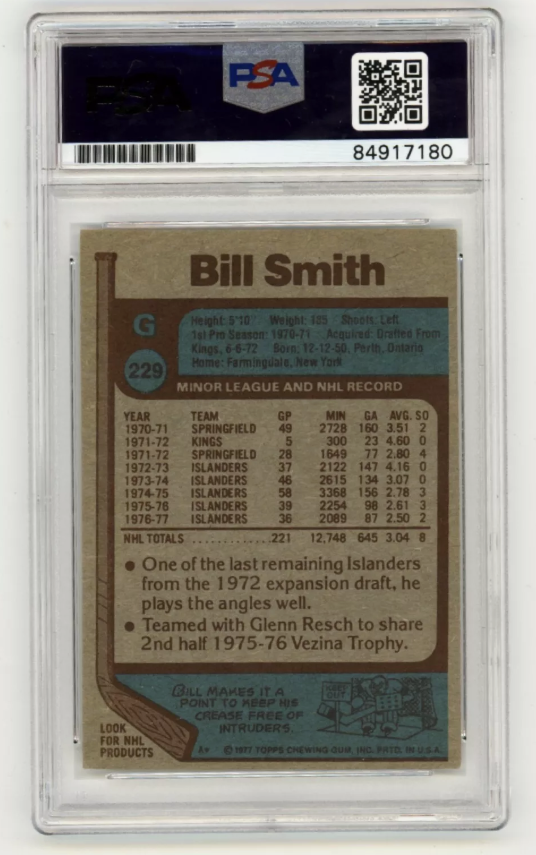 PSA
PSA
84917180
Bill Smith
G
Height: 5'10 Weight: 185 Shoots: Left
1st Pro Season: 1970-71 Acquired: Drafted From
Kings, 6-6-72 Born: 12-12-50, Perth, Ontario
Home: Farmingdale, New York
229
MINOR LEAGUE AND NHL RECORD
YEAR TEAM GP MIN GA AVG. SO
1970-71 SPRINGFIELD 49 2728 160 3.51 2
1971-72 KINGS 5 300 23 4.60 0
1971-72 SPRINGFIELD 28 1649 77 2.80 4
1972-73 ISLANDERS 37 2122 147 4.16 0
1973-74 ISLANDERS 46 2615 134 3.07 0
1974-75 ISLANDERS 58 3368 156 2.78 3
1975-76 ISLANDERS 39 2254 98 2.61 3
1976-77 ISLANDERS 36 2089 87 2.50 2
NHL TOTALS ............. 221 12,748 645 3.04 8
• One of the last remaining Islanders
from the 1972 expansion draft, he
plays the angles well.
• Teamed with Glenn Resch to share
2nd half 1975-76 Vezina Trophy.
BILL MAKES IT A
POINT TO KEEP HIS
CREASE FREE OF
INTRUDERS.
KEEP OUT
LOOK
FOR NHL
PRODUCTS
A* © 1977 TOPPS CHEWING GUM, INC. PRTD. IN U.S.A.